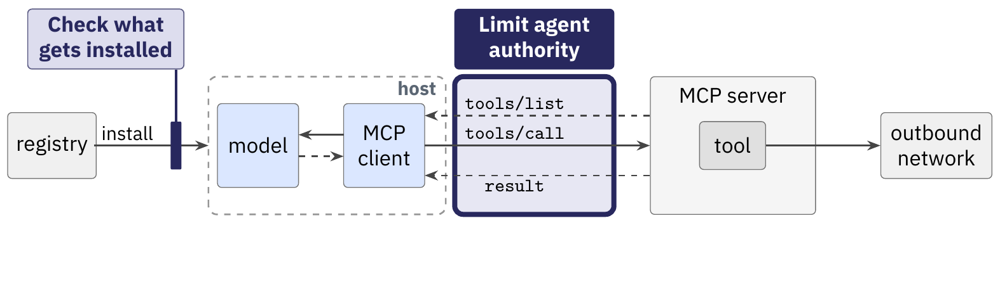 Check what
gets installed
Limit agent
authority
host
registry
install
model
MCP
client
tools/list
tools/call
result
MCP server
tool
outbound
network